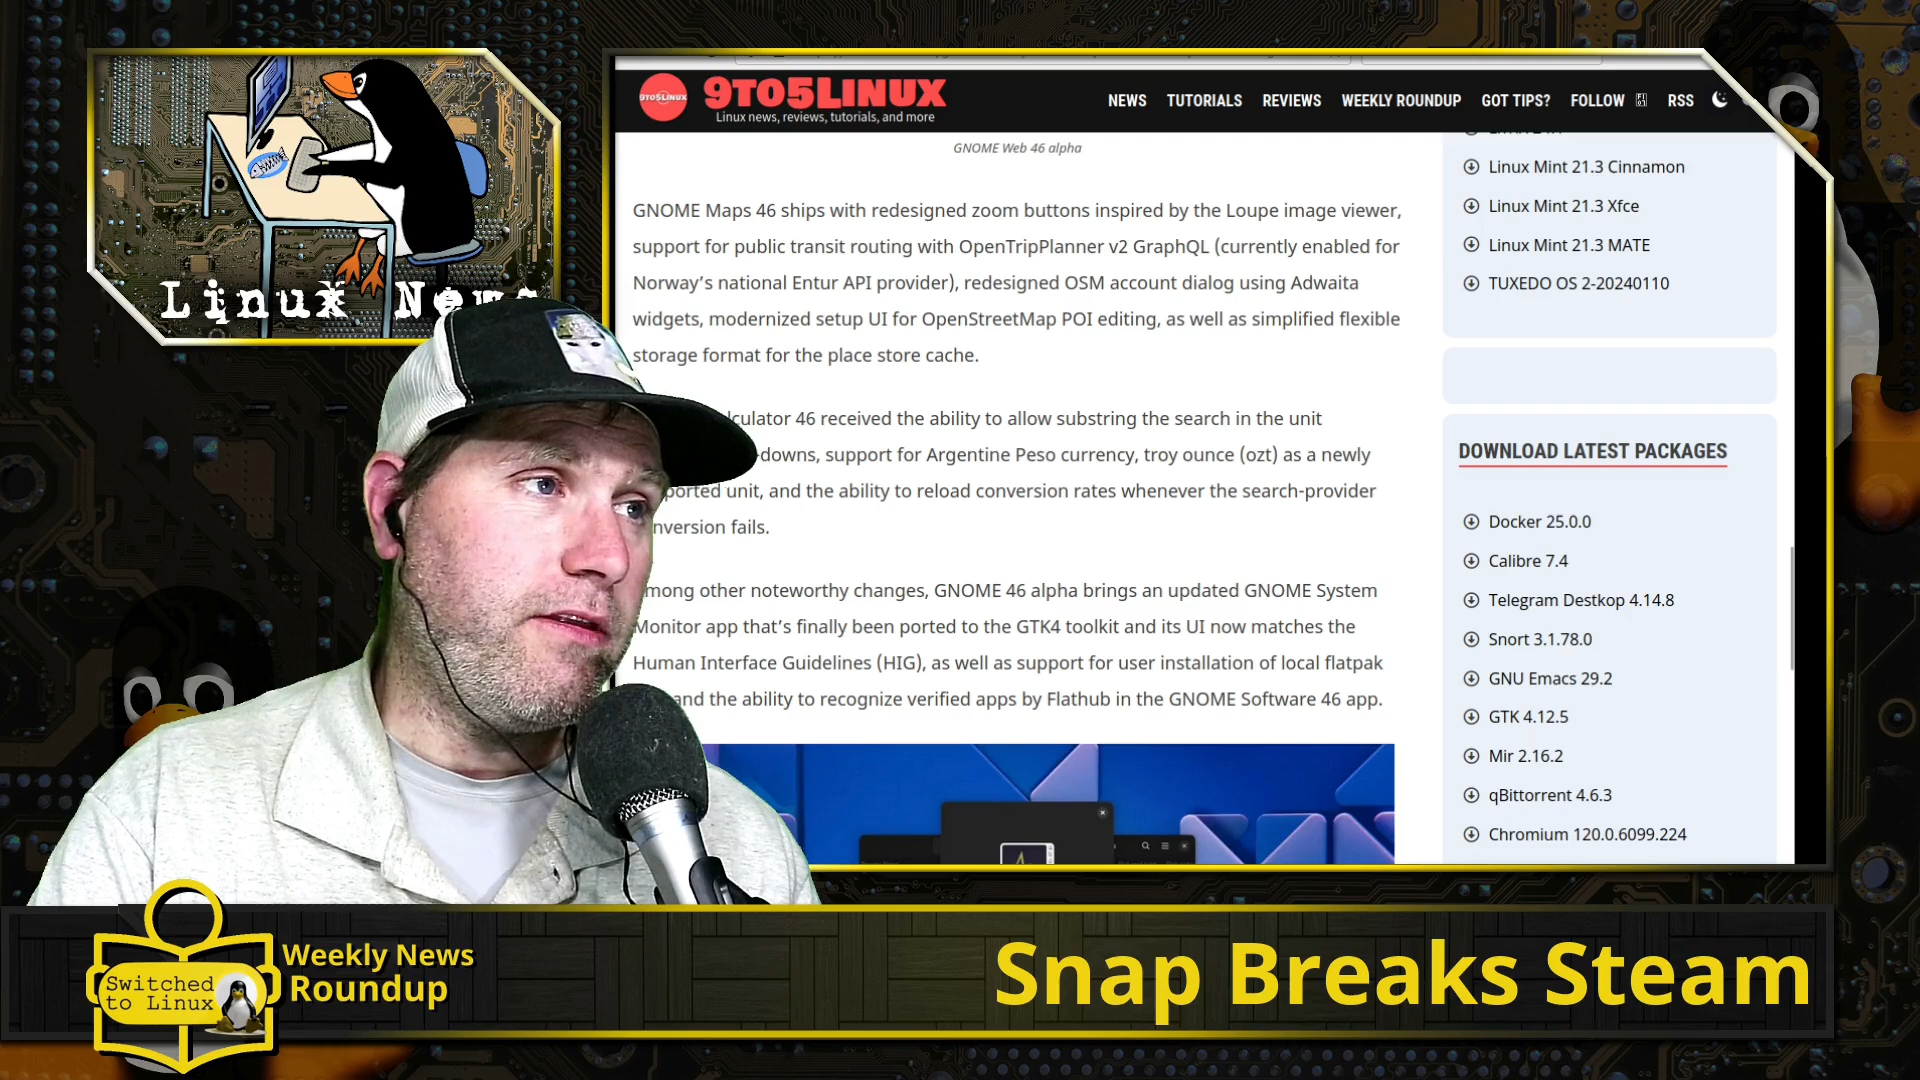 9TO5LINUX
9TO5LINUX
Linux news, reviews, tutorials, and more
NEWS TUTORIALS REVIEWS WEEKLY ROUNDUP GOT TIPS? FOLLOW RSS
Linux News
GNOME Web 46 alpha
GNOME Maps 46 ships with redesigned zoom buttons inspired by the Loupe image viewer,
support for public transit routing with OpenTripPlanner v2 GraphQL (currently enabled for
Norway’s national Entur API provider), redesigned OSM account dialog using Adwaita
widgets, modernized setup UI for OpenStreetMap POI editing, as well as simplified flexible
storage format for the place store cache.
lculator 46 received the ability to allow substring the search in the unit
-downs, support for Argentine Peso currency, troy ounce (ozt) as a newly
ported unit, and the ability to reload conversion rates whenever the search-provider
nversion fails.
mong other noteworthy changes, GNOME 46 alpha brings an updated GNOME System
Monitor app that’s finally been ported to the GTK4 toolkit and its UI now matches the
Human Interface Guidelines (HIG), as well as support for user installation of local flatpak
and the ability to recognize verified apps by Flathub in the GNOME Software 46 app.
Linux Mint 21.3 Cinnamon
Linux Mint 21.3 Xfce
Linux Mint 21.3 MATE
TUXEDO OS 2-20240110
DOWNLOAD LATEST PACKAGES
Docker 25.0.0
Calibre 7.4
Telegram Destkop 4.14.8
Snort 3.1.78.0
GNU Emacs 29.2
GTK 4.12.5
Mir 2.16.2
qBittorrent 4.6.3
Chromium 120.0.6099.224
Switched
to Linux
Weekly News
Roundup
Snap Breaks Steam